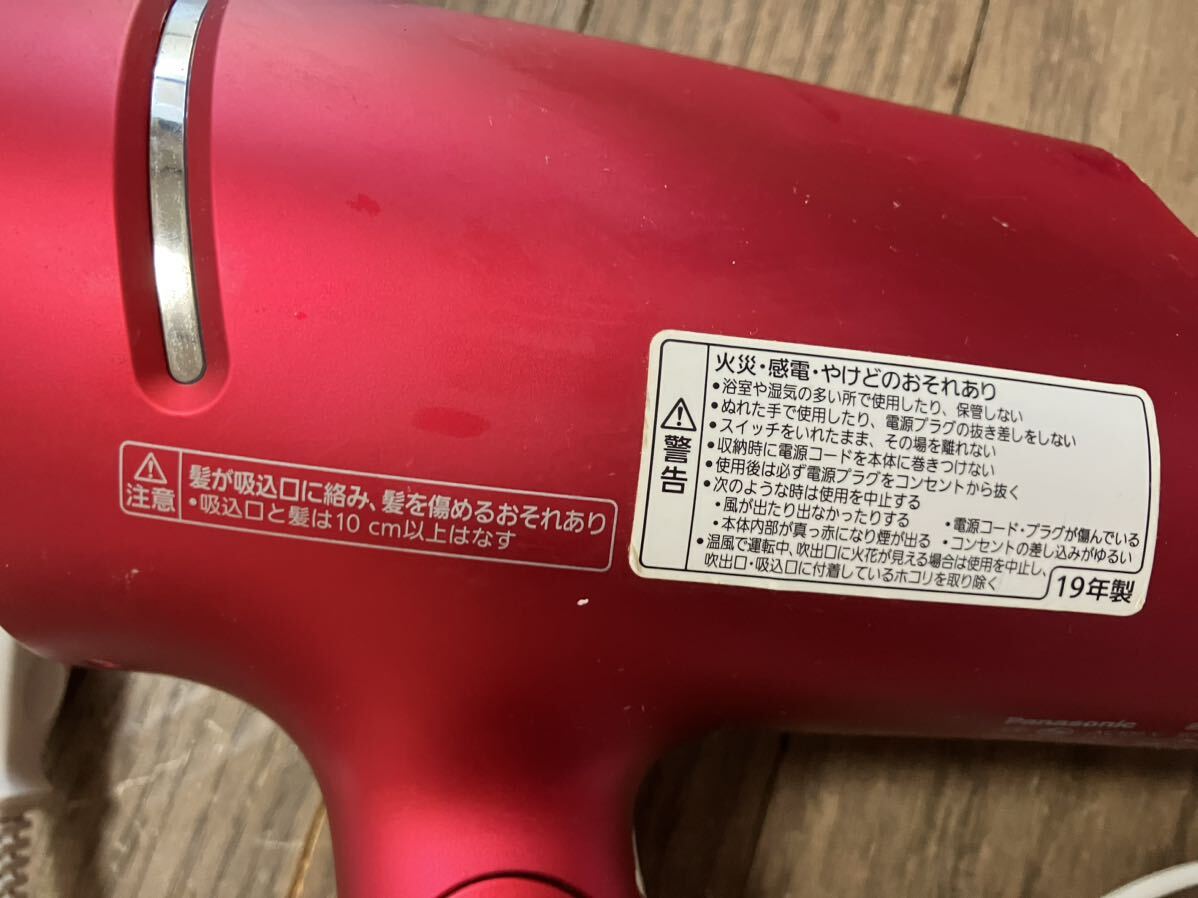 注意
髪が吸込口に絡み、髪を傷めるおそれあり
•吸込口と髪は10 cm以上はなす
警告
火災・感電・やけどのおそれあり
•浴室や湿気の多い所で使用したり、保管しない
•ぬれた手で使用したり、電源プラグの抜き差しをしない
•スイッチをいれたまま、その場を離れない
•収納時に電源コードを本体に巻きつけない
•使用後は必ず電源プラグをコンセントから抜く
•次のような時は使用を中止する
•風が出たり出なかったりする •電源コード・プラグが傷んでいる
•本体内部が真っ赤になり煙が出る •コンセントの差し込みがゆるい
•温風で運転中、吹出口に火花が見える場合は使用を中止し、
吹出口・吸込口に付着しているホコリを取り除く
19年製
Panasonic